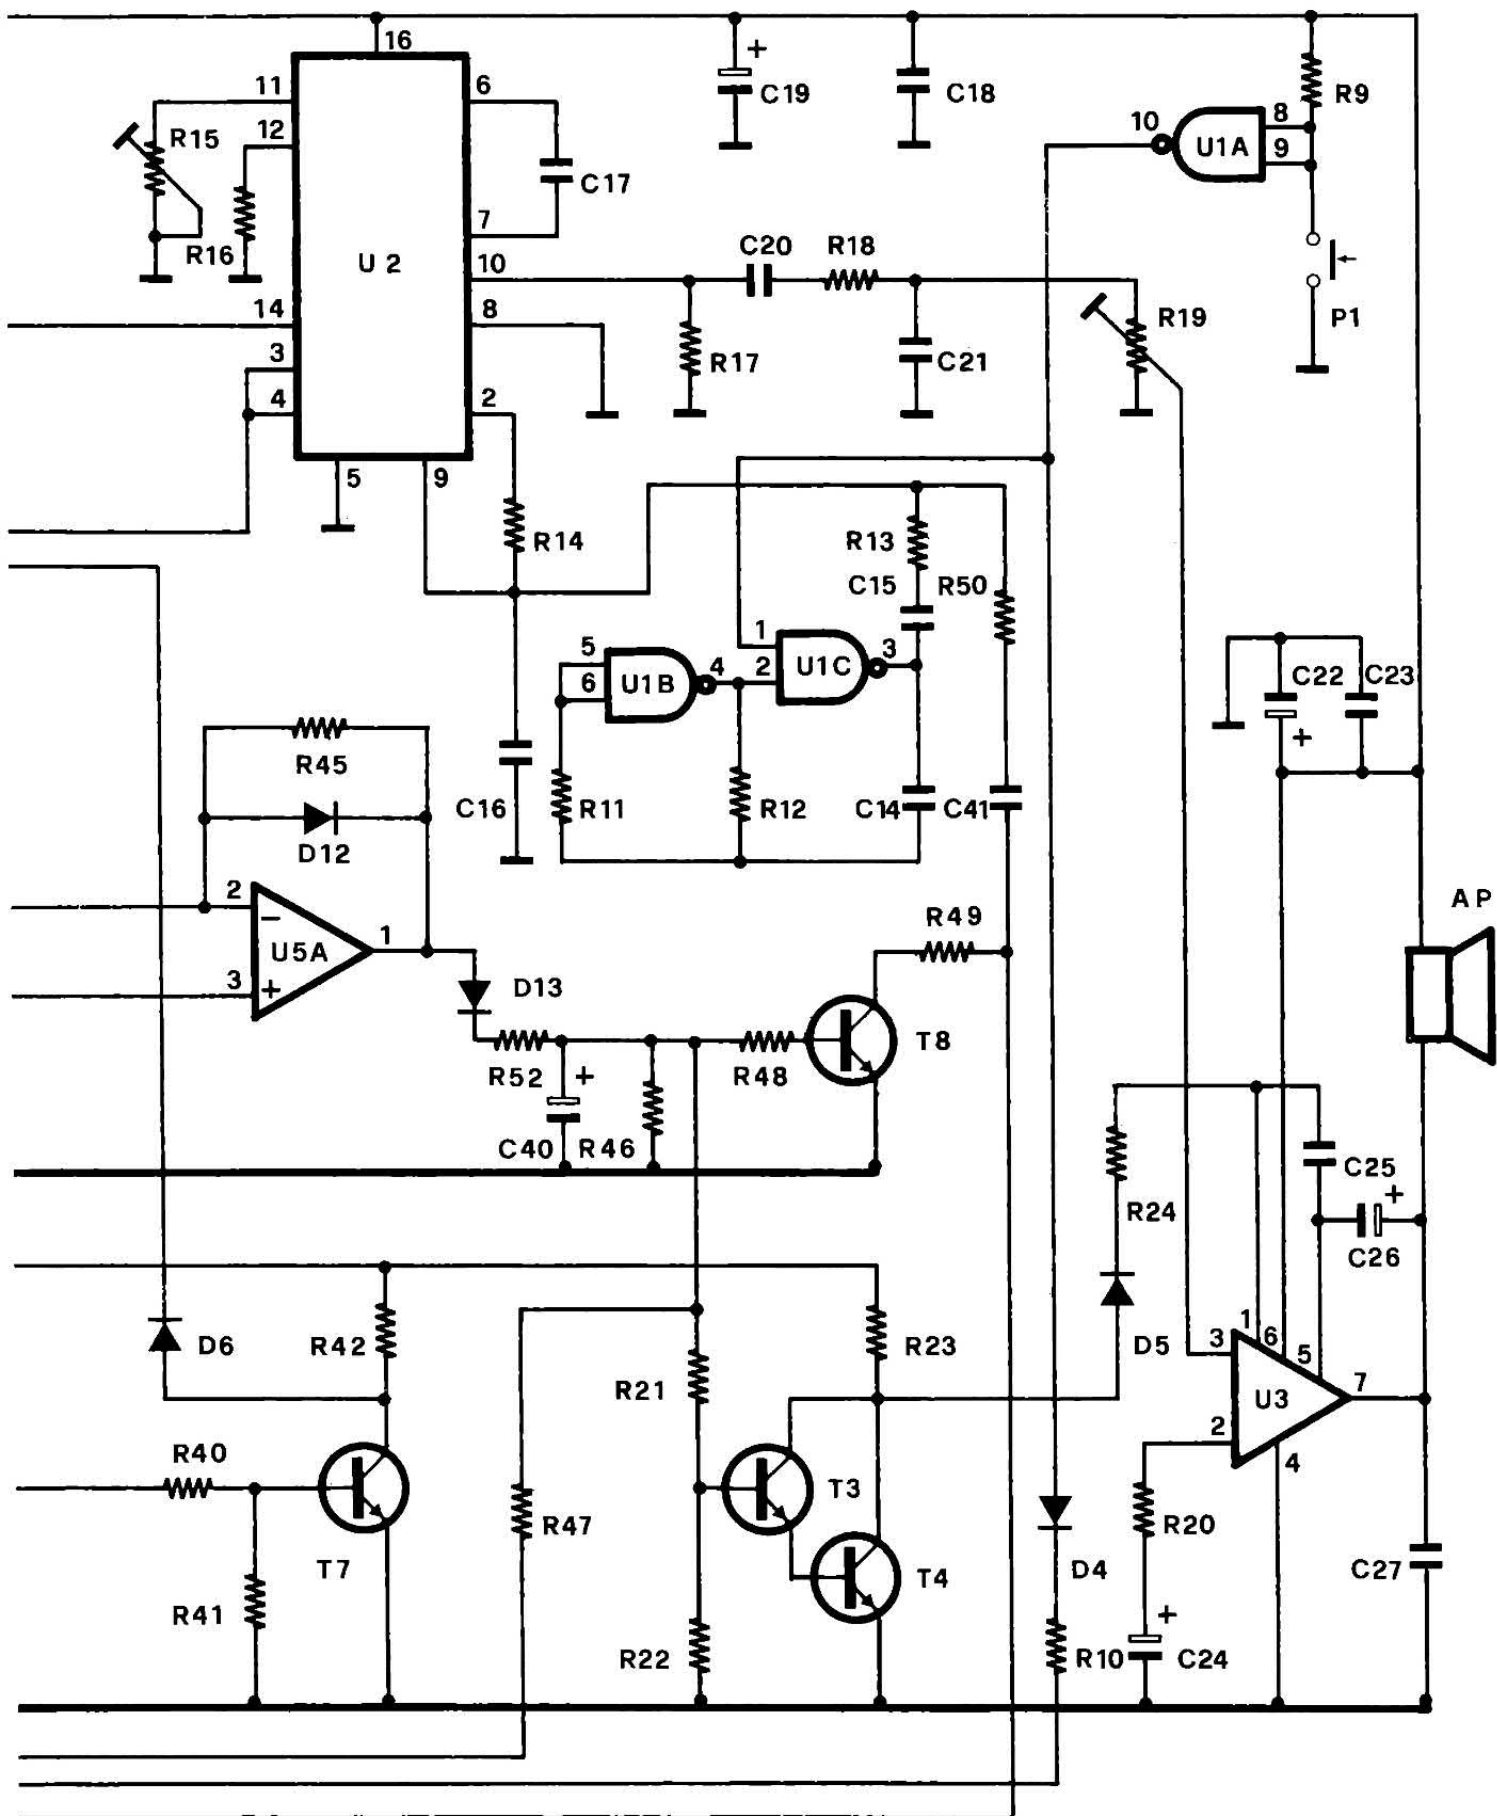 16
+
C19
C18
R9
11
6
R15
12
10
8
U1A
9
C17
7
R16
U 2
10
C20
R18
14
8
R19
P1
3
R17
C21
4
2
5
9
R14
R13
C15
R50
1
5
4
2
U1C
3
6
U1B
C22
C23
+
R45
C16
R11
R12
C14
C41
D12
2
−
U5A
1
3
+
R49
AP
D13
T8
R52
+
R48
C40
R46
C25
+
R24
C26
D6
R42
R23
D5
3
1
6
5
R21
U3
7
2
4
R40
T3
R47
R20
T7
T4
D4
C27
R41
+
R22
R10
C24